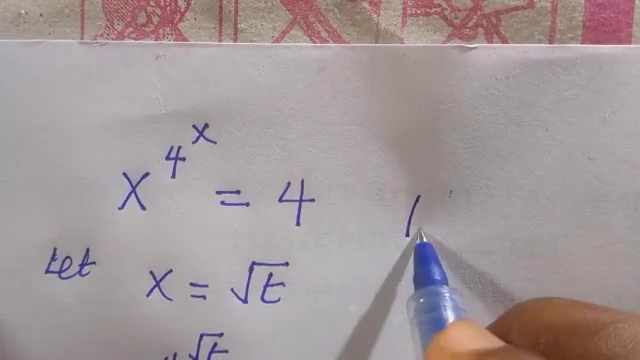 x^{4^x} = 4
Let x = √t
√t